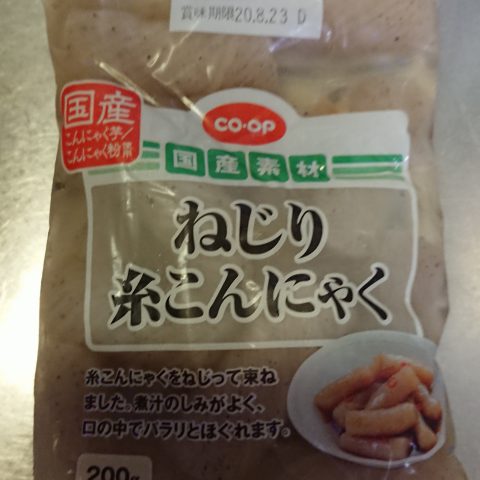 賞味期限20.8.23 D
国産
こんにゃく芋/
こんにゃく粉菜
CO·OP
国産素材
ねじり
糸こんにゃく
糸こんにゃくをねじって束ね
ました。煮汁のしみがよく、
口の中でバラリとほぐれます。
200g